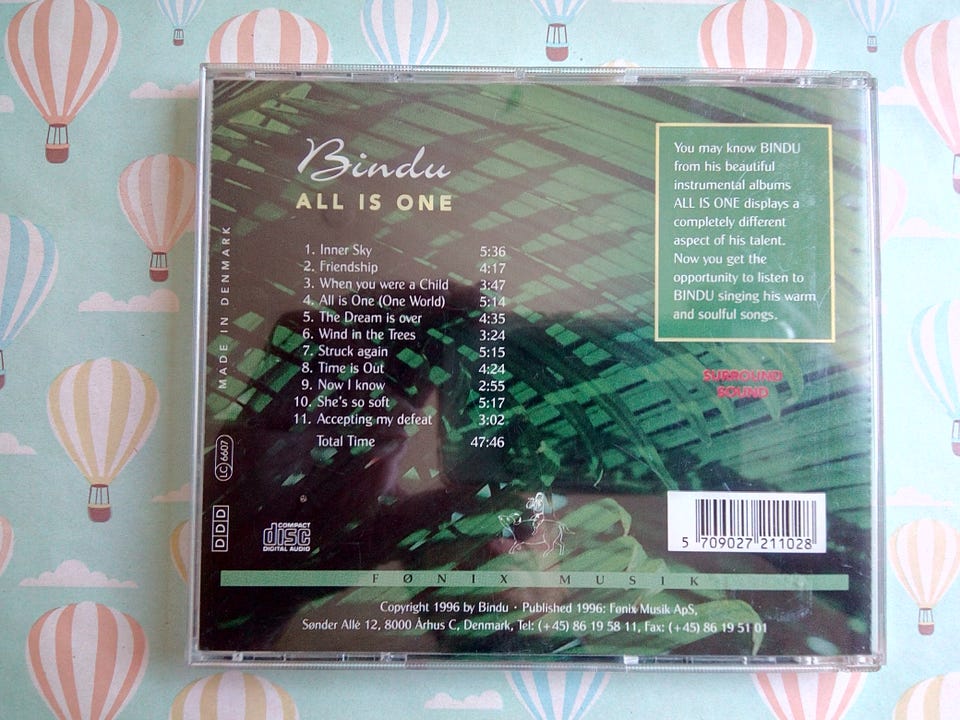 Bindu
ALL IS ONE
1. Inner Sky 5:36
2. Friendship 4:17
3. When you were a Child 3:47
4. All is One (One World) 5:14
5. The Dream is over 4:35
6. Wind in the Trees 3:24
7. Struck again 5:15
8. Time is Out 4:24
9. Now I know 2:55
10. She's so soft 5:17
11. Accepting my defeat 3:02
Total Time 47:46
You may know BINDU
from his beautiful
instrumental albums
ALL IS ONE displays a
completely different
aspect of his talent.
Now you get the
opportunity to listen to
BINDU singing his warm
and soulful songs.
SURROUND
SOUND
MADE IN DENMARK
LC 6607
DDD
COMPACT
disc
DIGITAL AUDIO
5 709027 211028
FØNIX MUSIK
Copyright 1996 by Bindu · Published 1996: Fønix Musik ApS,
Sønder Allé 12, 8000 Århus C, Denmark, Tel: (+45) 86 19 58 11, Fax: (+45) 86 19 51 01